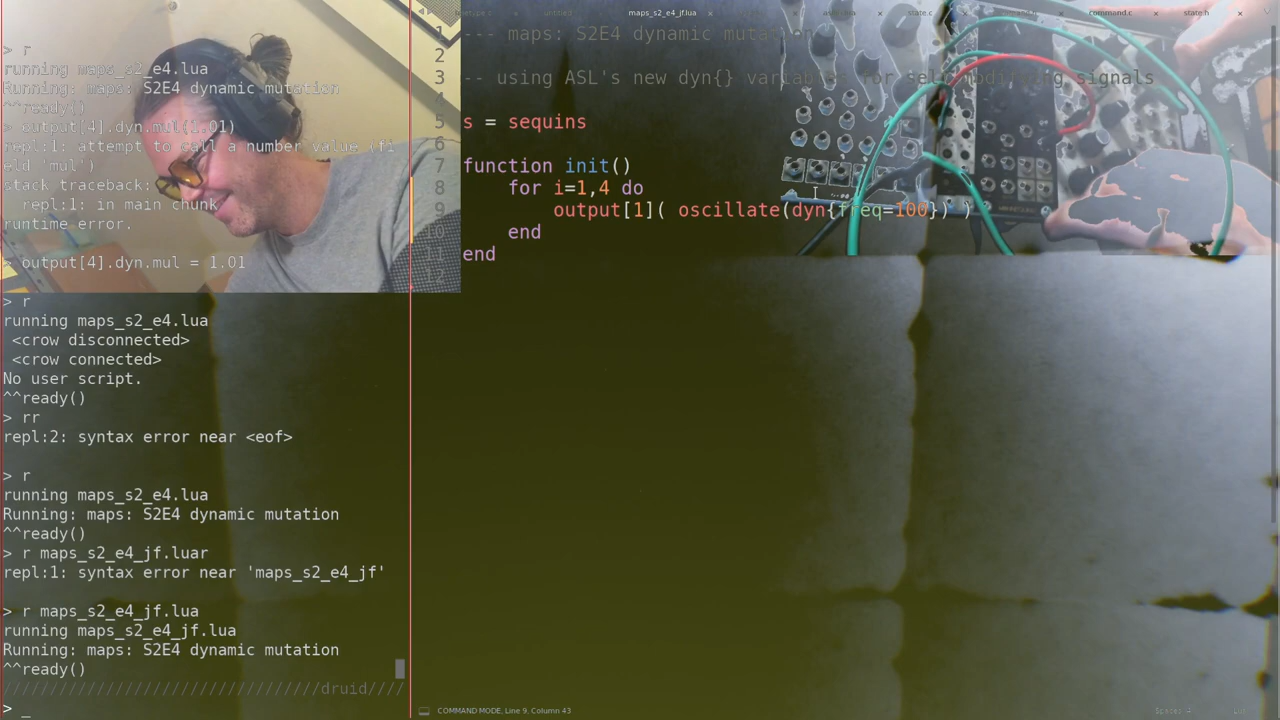 > r
running maps_s2_e4.lua
Running: maps: S2E4 dynamic mutation
^^ready()
> output[4].dyn.mul(1.01)
repl:1: attempt to call a number value (fi
eld 'mul')
stack traceback:
repl:1: in main chunk
runtime error.
> output[4].dyn.mul = 1.01
> r
running maps_s2_e4.lua
<crow disconnected>
<crow connected>
No user script.
^^ready()
> rr
repl:2: syntax error near <eof>
> r
running maps_s2_e4.lua
Running: maps: S2E4 dynamic mutation
^^ready()
> r maps_s2_e4_jf.luar
repl:1: syntax error near 'maps_s2_e4_jf'
> r maps_s2_e4_jf.lua
running maps_s2_e4_jf.lua
Running: maps: S2E4 dynamic mutation
^^ready()
//////////////////////////////////druid////
> _
maps_s2_e4_jf.lua
state.c
command.c
state.h
1 --- maps: S2E4 dynamic mutation
2
3 -- using ASL's new dyn{} variables for self-modifying signals
4
5 s = sequins
6
7 function init()
8 for i=1,4 do
9 output[1]( oscillate(dyn{freq=100}) )
10 end
11 end
12
COMMAND MODE, Line 9, Column 43